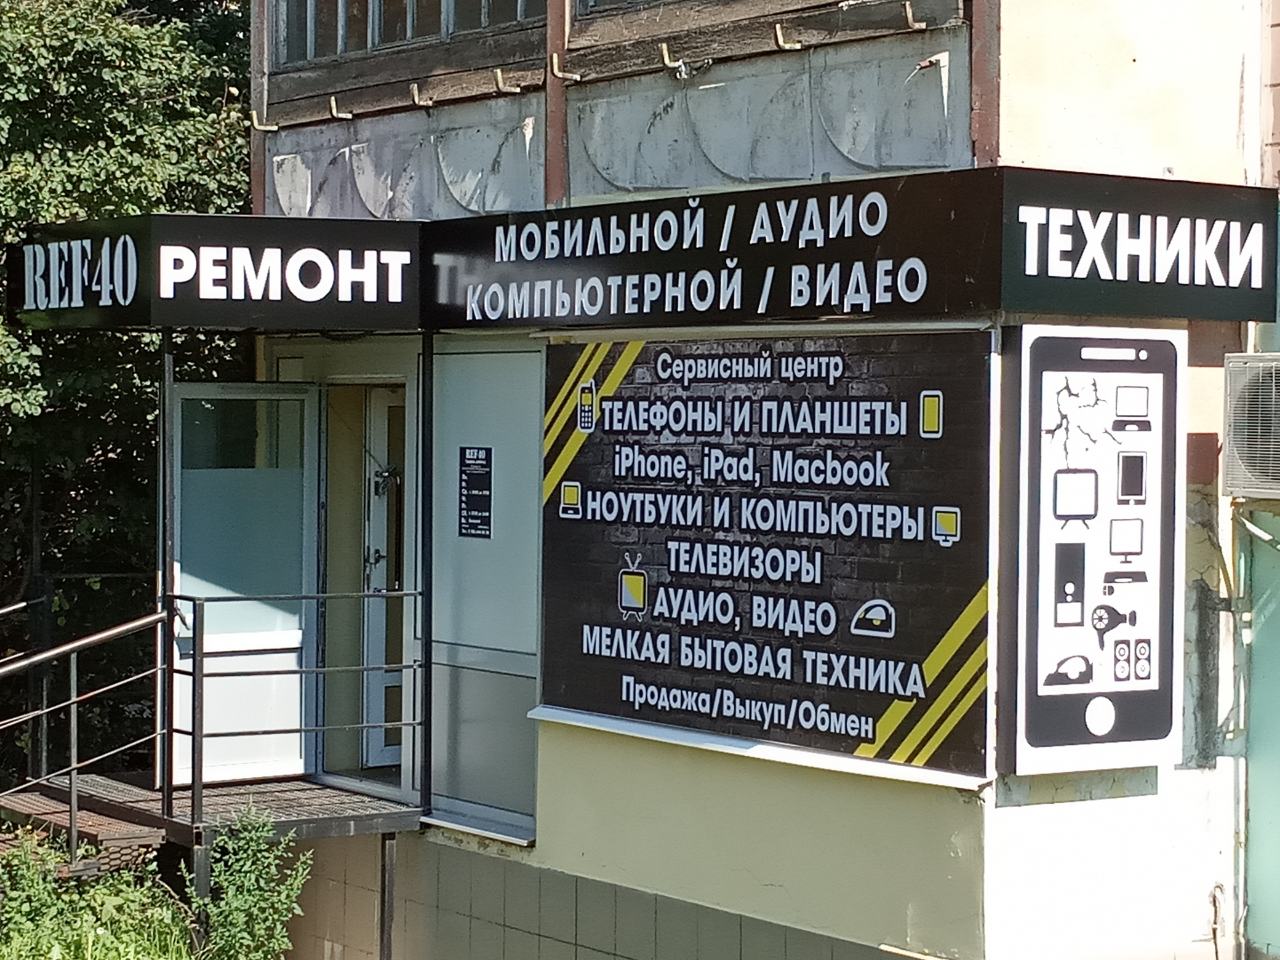 REF40
РЕМОНТ
МОБИЛЬНОЙ / АУДИО
КОМПЬЮТЕРНОЙ / ВИДЕО
ТЕХНИКИ
Сервисный центр
ТЕЛЕФОНЫ И ПЛАНШЕТЫ
iPhone, iPad, Macbook
НОУТБУКИ И КОМПЬЮТЕРЫ
ТЕЛЕВИЗОРЫ
АУДИО, ВИДЕО
МЕЛКАЯ БЫТОВАЯ ТЕХНИКА
Продажа/Выкуп/Обмен
REF40